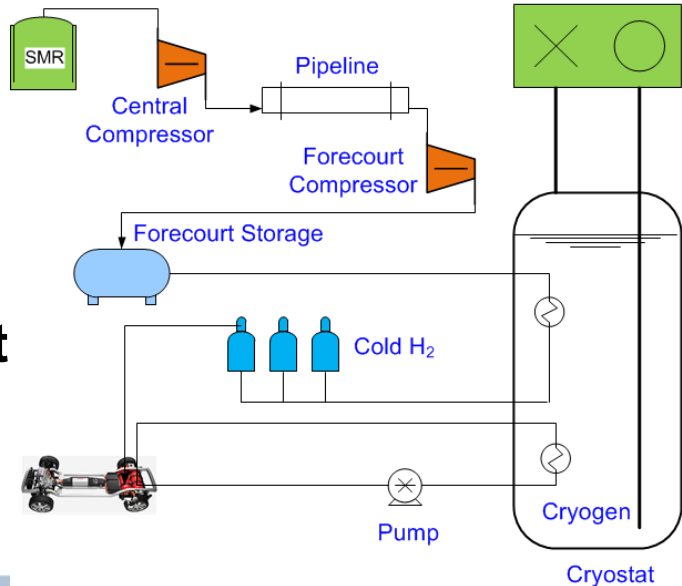 SMR
Central
Compressor
Pipeline
Forecourt
Compressor
Forecourt Storage
Cold H₂
t
Pump
Cryogen
Cryostat